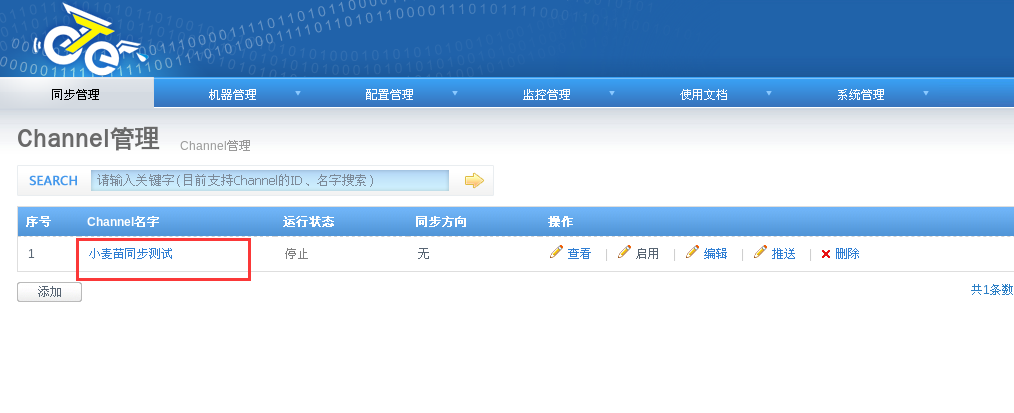 同步管理 机器管理 配置管理 监控管理 使用文档 系统管理
Channel管理 Channel管理
SEARCH 请输入关键字(目前支持Channel的ID、名字搜索)
序号 Channel名字 运行状态 同步方向 操作
1 小麦苗同步测试 停止 无 查看 | 启用 | 编辑 | 推送 | 删除
添加 共1条数